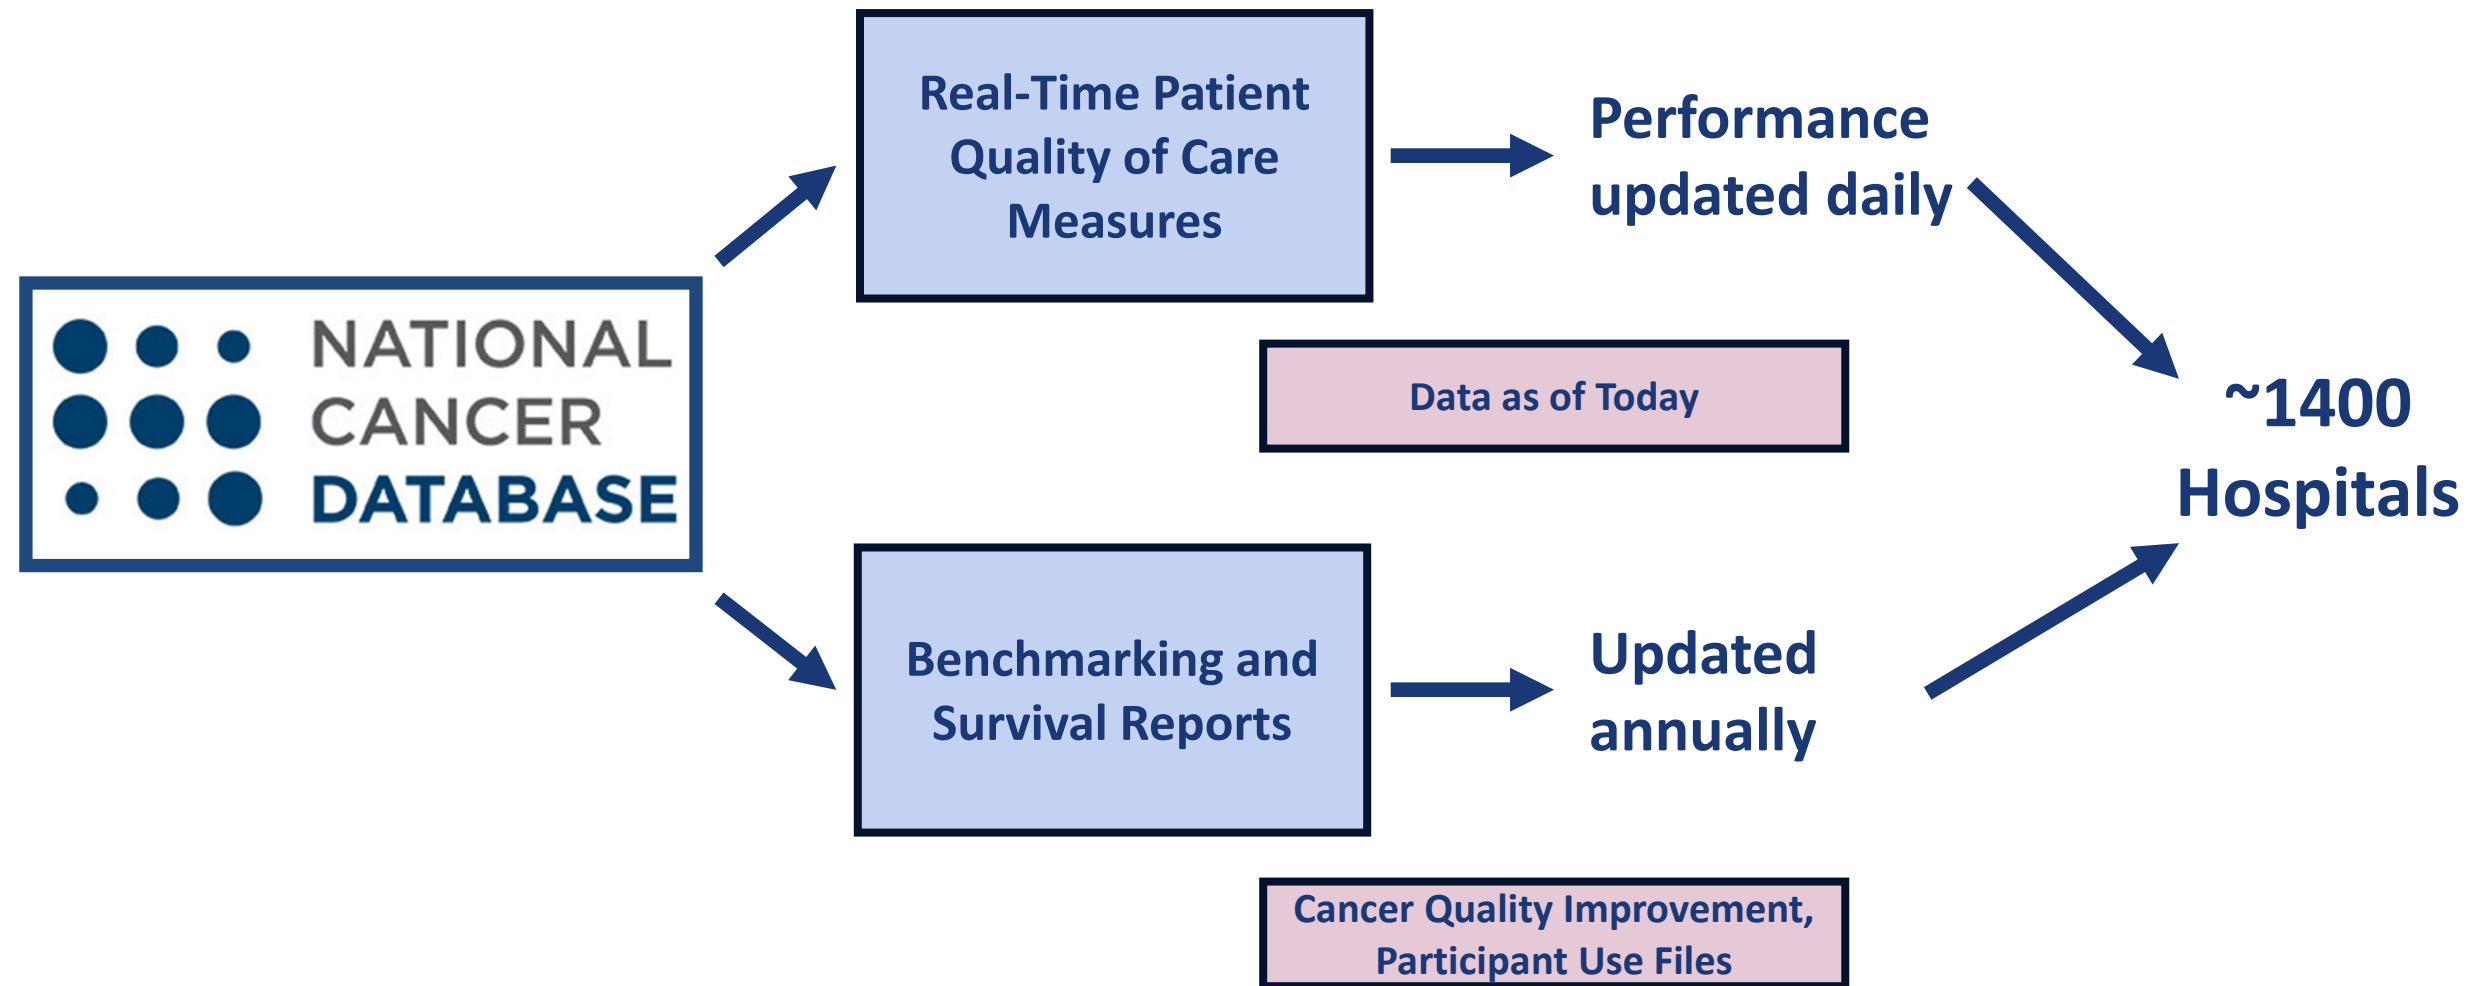 NATIONAL
CANCER
DATABASE
Real-Time Patient
Quality of Care
Measures
Performance
updated daily
Data as of Today
~1400
Hospitals
Benchmarking and
Survival Reports
Updated
annually
Cancer Quality Improvement,
Participant Use Files